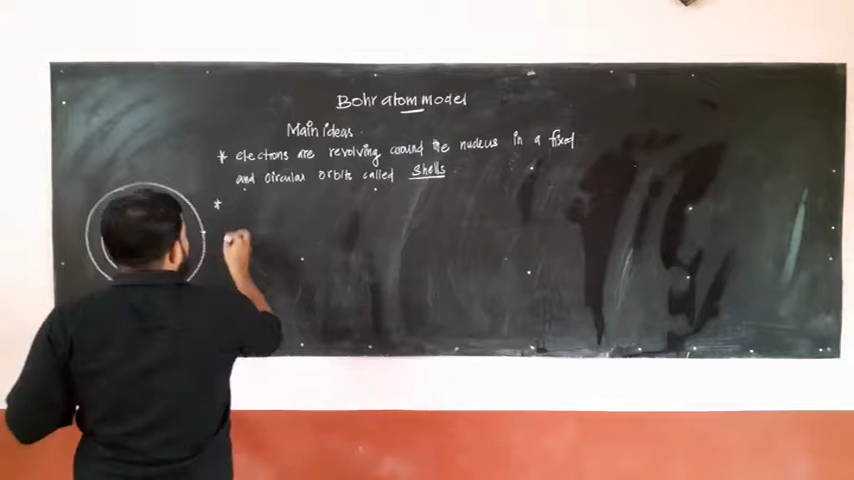 Bohr atom model
Main ideas
* electrons are revolving around the nucleus in a fixed
and circular orbits called shells
*